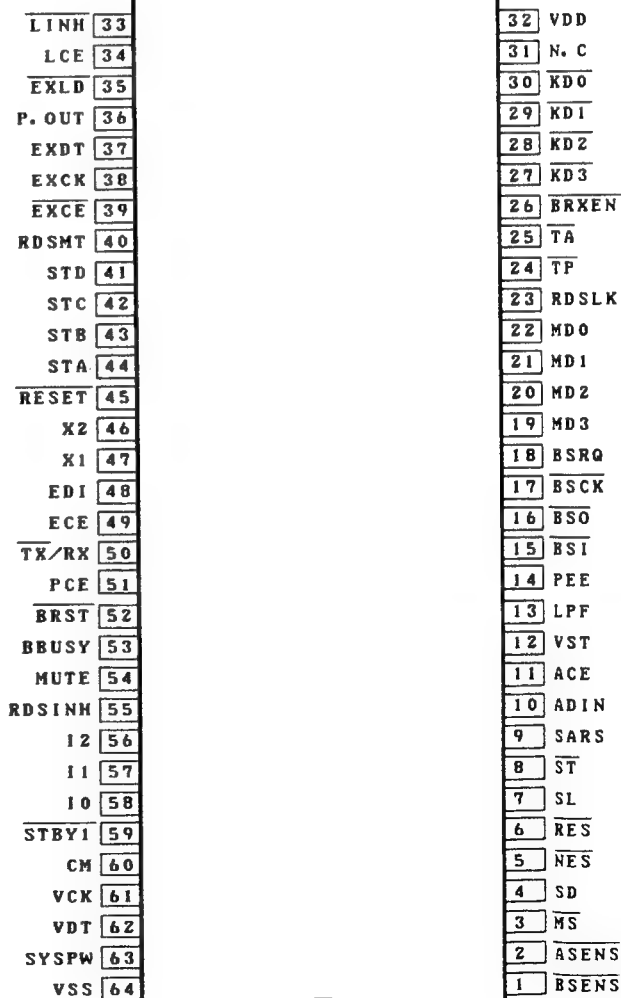 LINH 33
LCE 34
EXLD 35
P. OUT 36
EXDT 37
EXCK 38
EXCE 39
RDSMT 40
STD 41
STC 42
STB 43
STA 44
RESET 45
X2 46
X1 47
EDI 48
ECE 49
TX/RX 50
PCE 51
BRST 52
BBUSY 53
MUTE 54
RDSINH 55
I2 56
I1 57
I0 58
STBY1 59
CM 60
VCK 61
VDT 62
SYSPW 63
VSS 64
32 VDD
31 N. C
30 KD0
29 KD1
28 KD2
27 KD3
26 BRXEN
25 TA
24 TP
23 RDSLK
22 MD0
21 MD1
20 MD2
19 MD3
18 BSRQ
17 BSCK
16 BSO
15 BSI
14 PEE
13 LPF
12 VST
11 ACE
10 ADIN
9 SARS
8 ST
7 SL
6 RES
5 NES
4 SD
3 MS
2 ASENS
1 BSENS